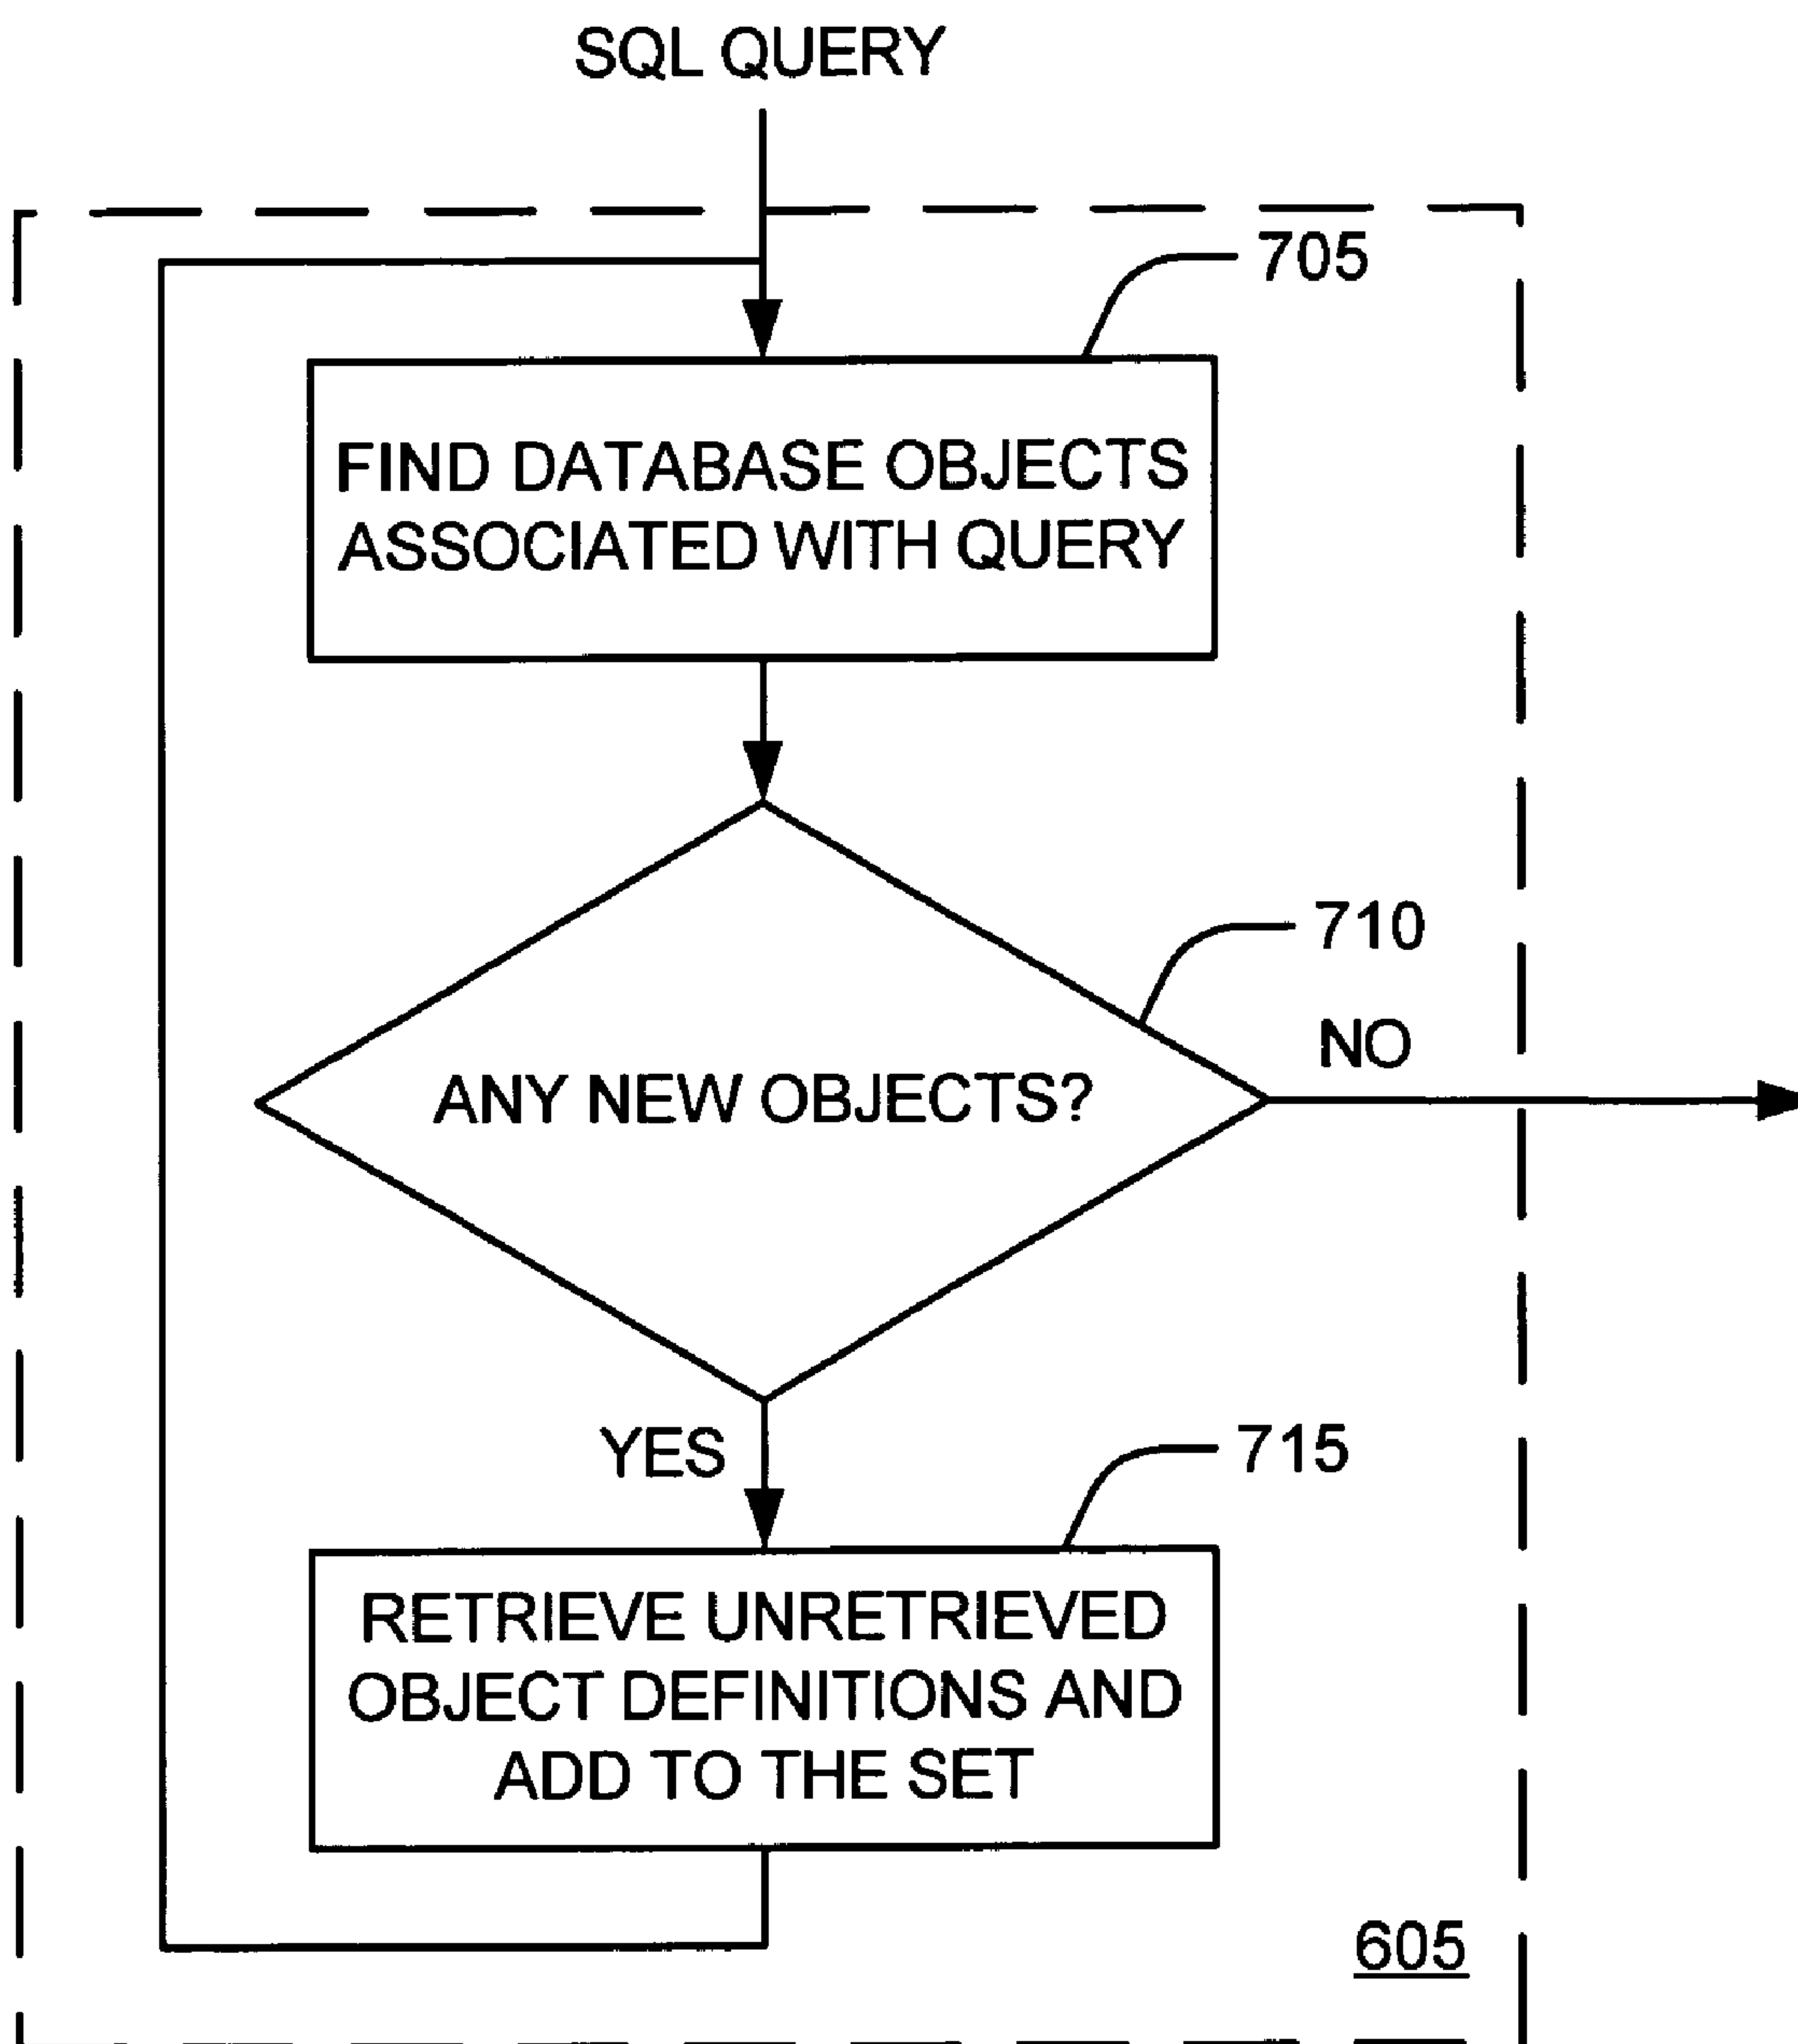 SQL QUERY
705
FIND DATABASE OBJECTS
ASSOCIATED WITH QUERY
710
NO
ANY NEW OBJECTS?
YES
715
RETRIEVE UNRETRIEVED
OBJECT DEFINITIONS AND
ADD TO THE SET
605